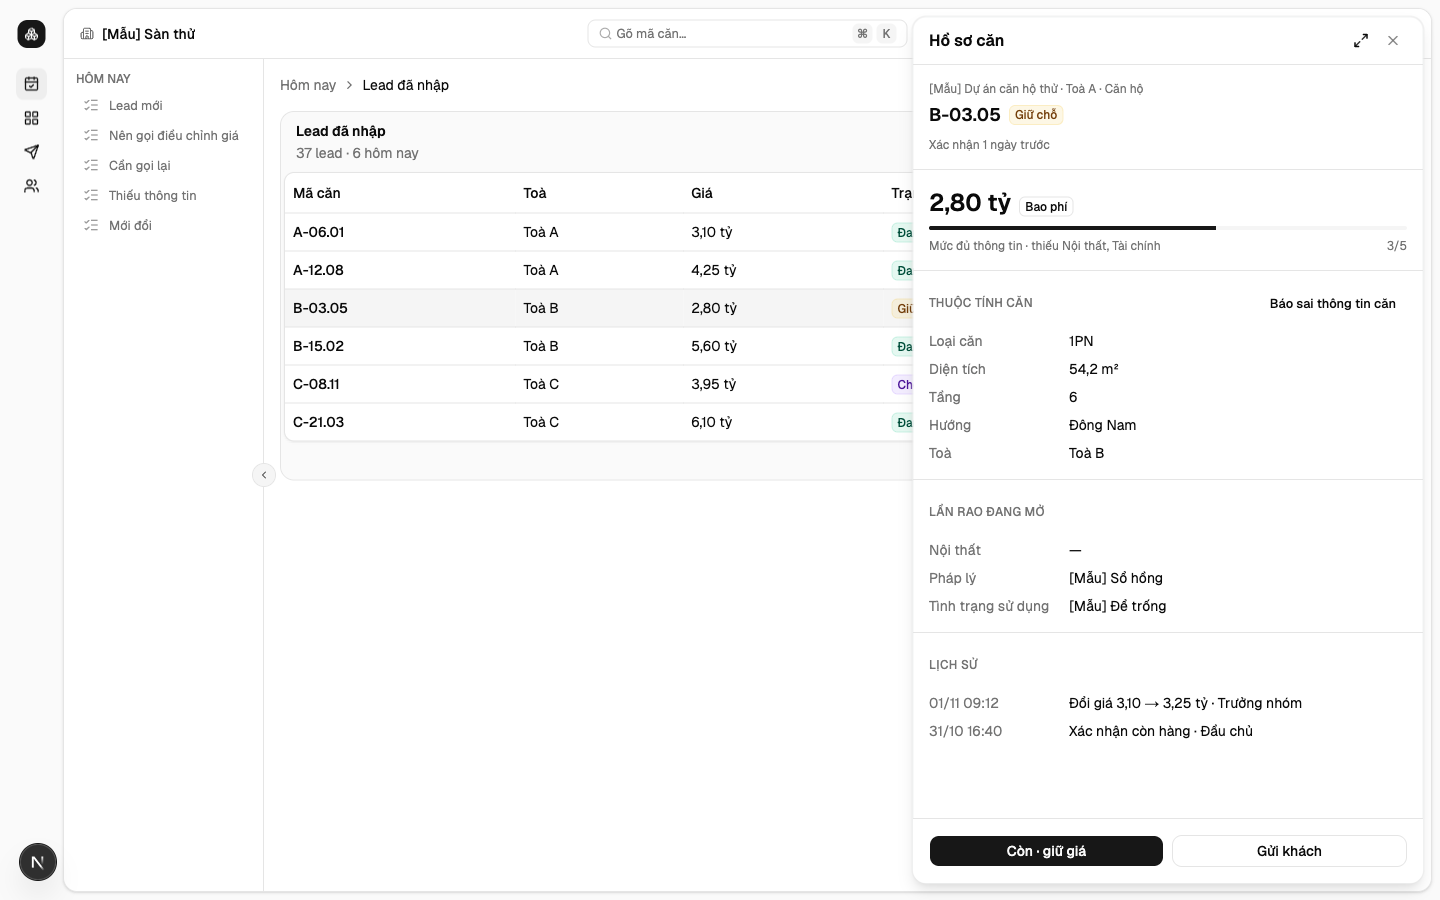 [Mẫu] Sàn thử
Gõ mã căn...
⌘ K
HÔM NAY
Lead mới
Nên gọi điều chỉnh giá
Cần gọi lại
Thiếu thông tin
Mới đổi
Hôm nay > Lead đã nhập
Lead đã nhập
37 lead · 6 hôm nay
Mã căn Toà Giá Trạ
A-06.01 Toà A 3,10 tỷ Đa
A-12.08 Toà A 4,25 tỷ Đa
B-03.05 Toà B 2,80 tỷ Giữ
B-15.02 Toà B 5,60 tỷ Đa
C-08.11 Toà C 3,95 tỷ Ch
C-21.03 Toà C 6,10 tỷ Đa
N
Hồ sơ căn
[Mẫu] Dự án căn hộ thử · Toà A · Căn hộ
B-03.05 Giữ chỗ
Xác nhận 1 ngày trước
2,80 tỷ Bao phí
Mức đủ thông tin · thiếu Nội thất, Tài chính 3/5
THUỘC TÍNH CĂN Báo sai thông tin căn
Loại căn 1PN
Diện tích 54,2 m²
Tầng 6
Hướng Đông Nam
Toà Toà B
LẦN RAO ĐANG MỞ
Nội thất —
Pháp lý [Mẫu] Sổ hồng
Tình trạng sử dụng [Mẫu] Để trống
LỊCH SỬ
01/11 09:12 Đổi giá 3,10 → 3,25 tỷ · Trưởng nhóm
31/10 16:40 Xác nhận còn hàng · Đầu chủ
Còn · giữ giá Gửi khách